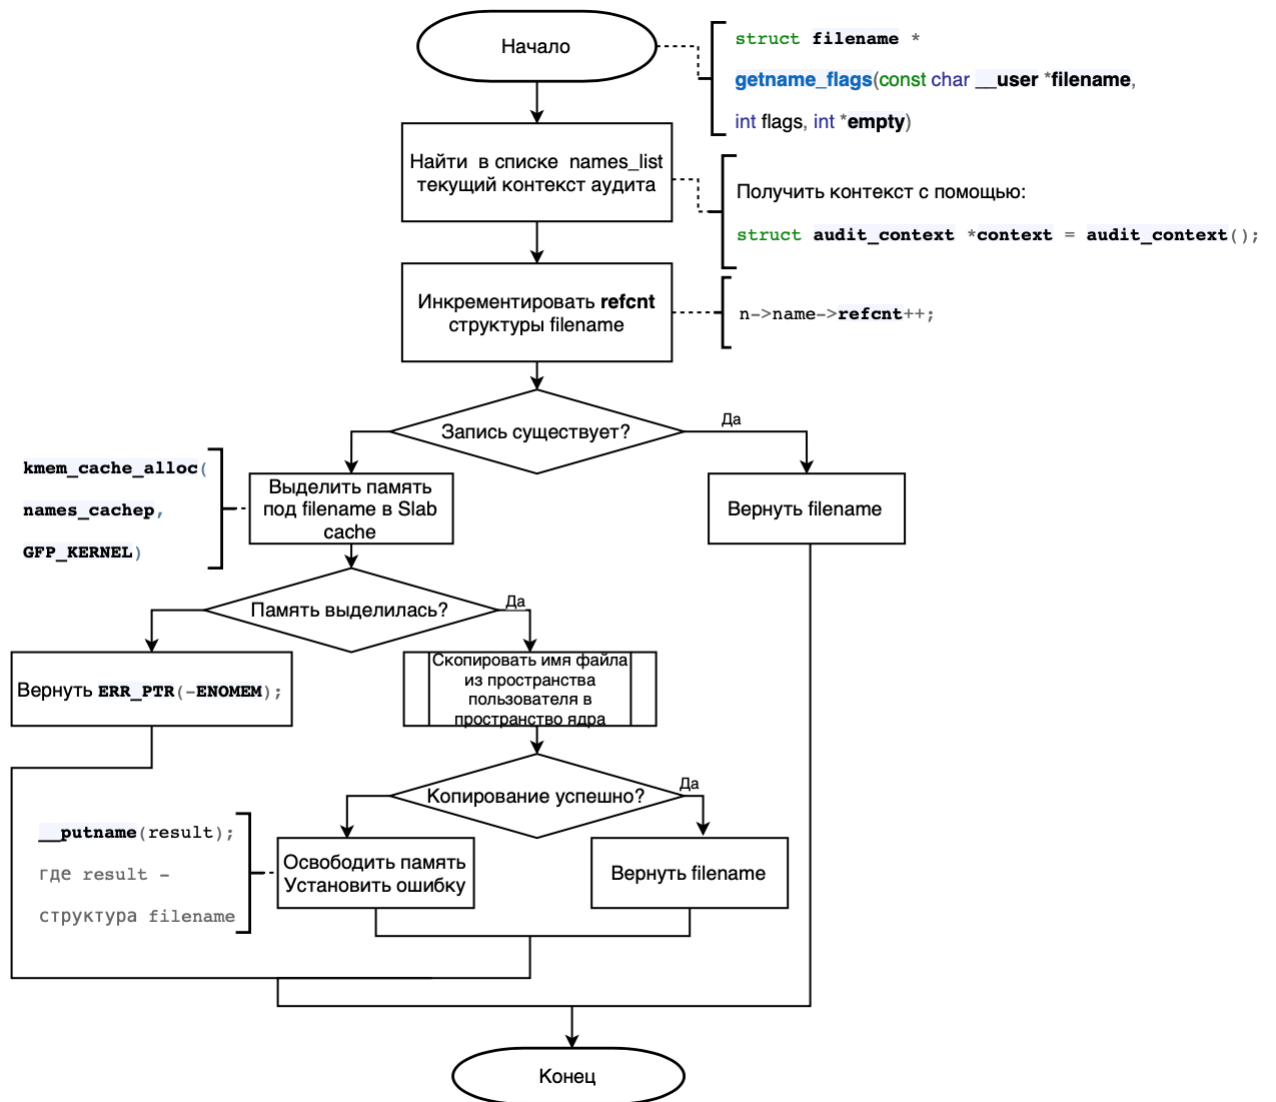 Начало
struct filename *
getname_flags(const char __user *filename,
int flags, int *empty)
Найти в списке names_list
текущий контекст аудита
Получить контекст с помощью:
struct audit_context *context = audit_context();
Инкрементировать refcnt
структуры filename
n->name->refcnt++;
Запись существует?
Да
kmem_cache_alloc(
names_cachep,
GFP_KERNEL)
Выделить память
под filename в Slab
cache
Вернуть filename
Память выделилась?
Да
Вернуть ERR_PTR(-ENOMEM);
Скопировать имя файла
из пространства
пользователя в
пространство ядра
Копирование успешно?
Да
__putname(result);
где result -
структура filename
Освободить память
Установить ошибку
Вернуть filename
Конец